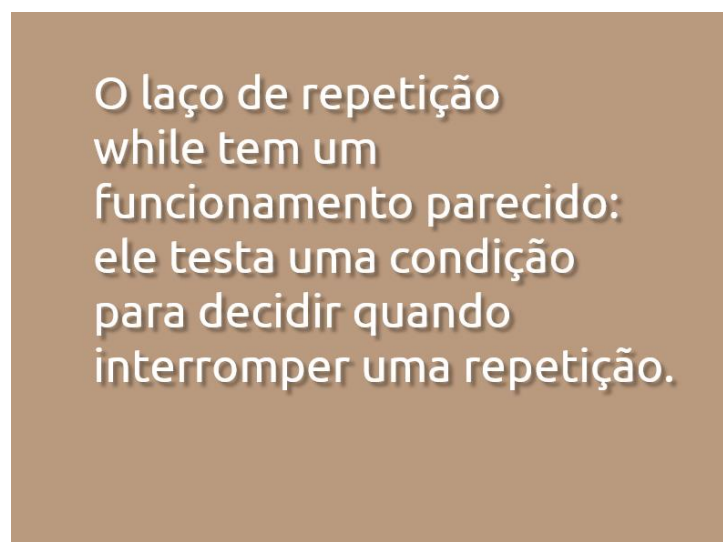 O laço de repetição
while tem um
funcionamento parecido:
ele testa uma condição
para decidir quando
interromper uma repetição.